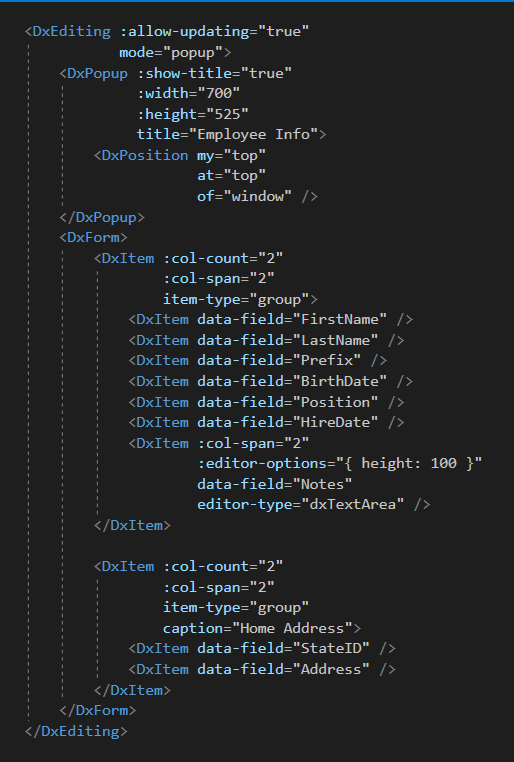 <DxEditing :allow-updating="true"
           mode="popup">
    <DxPopup :show-title="true"
             :width="700"
             :height="525"
             title="Employee Info">
        <DxPosition my="top"
                    at="top"
                    of="window" />
    </DxPopup>
    <DxForm>
        <DxItem :col-count="2"
                :col-span="2"
                item-type="group">
            <DxItem data-field="FirstName" />
            <DxItem data-field="LastName" />
            <DxItem data-field="Prefix" />
            <DxItem data-field="BirthDate" />
            <DxItem data-field="Position" />
            <DxItem data-field="HireDate" />
            <DxItem :col-span="2"
                    :editor-options="{ height: 100 }"
                    data-field="Notes"
                    editor-type="dxTextArea" />
        </DxItem>

        <DxItem :col-count="2"
                :col-span="2"
                item-type="group"
                caption="Home Address">
            <DxItem data-field="StateID" />
            <DxItem data-field="Address" />
        </DxItem>
    </DxForm>
</DxEditing>